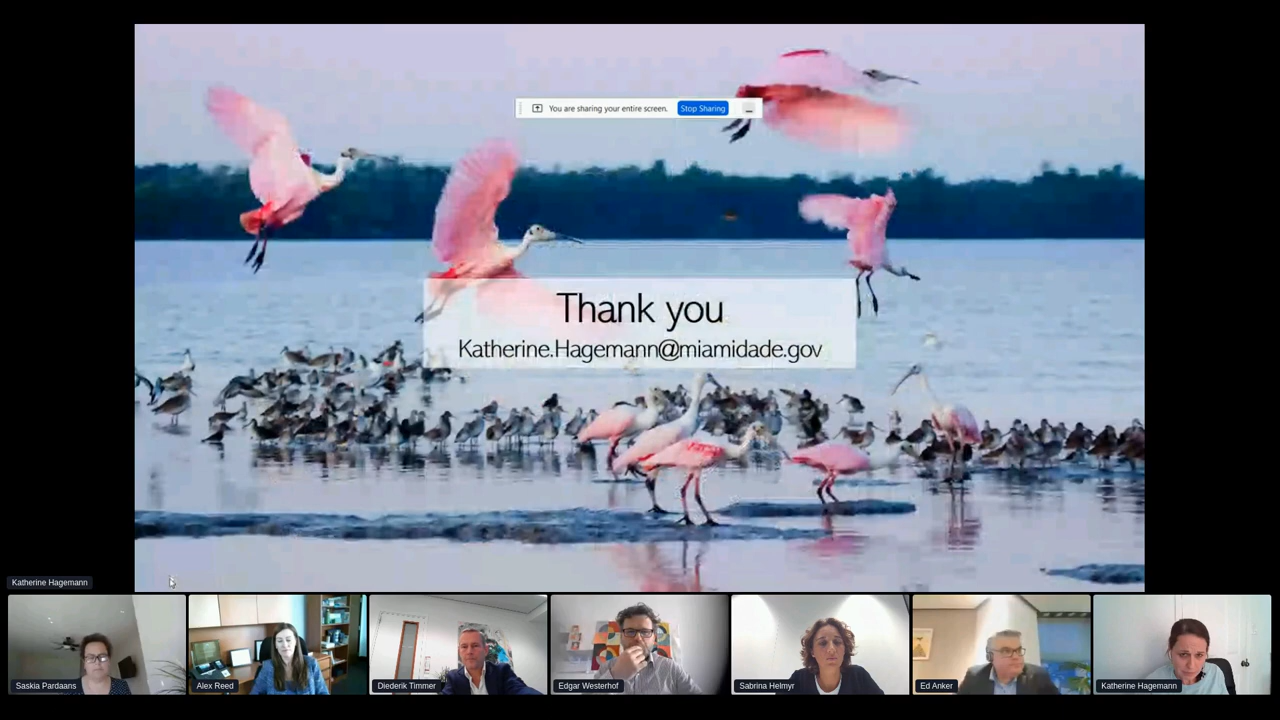 You are sharing your entire screen.
Stop Sharing
Thank you
Katherine.Hagemann@miamidade.gov
Katherine Hagemann
Saskia Pardaans
Alex Reed
Diederik Timmer
Edgar Westerhof
Sabrina Helmyr
Ed Anker
Katherine Hagemann